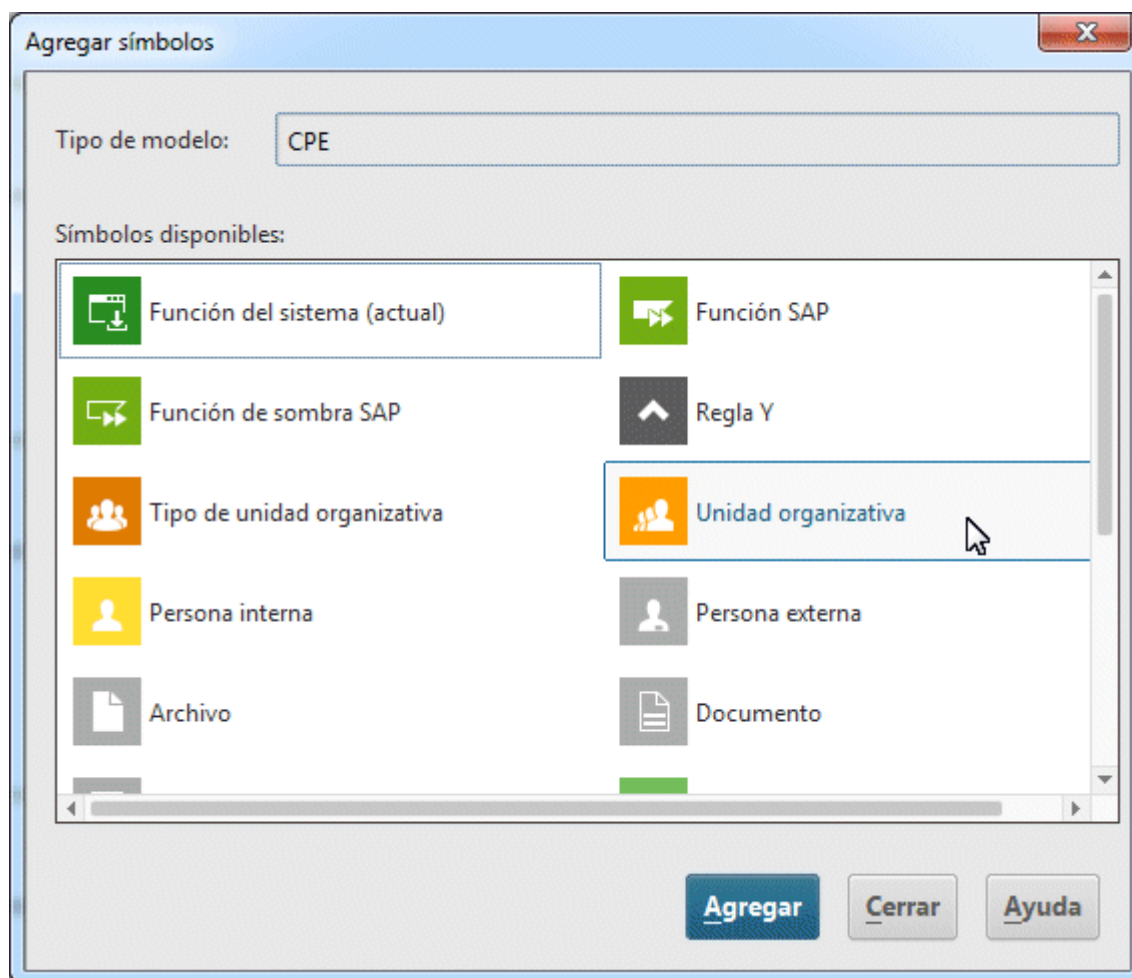 Agregar símbolos
Tipo de modelo: CPE
Símbolos disponibles:
Función del sistema (actual) Función SAP
Función de sombra SAP Regla Y
Tipo de unidad organizativa Unidad organizativa
Persona interna Persona externa
Archivo Documento
Agregar Cerrar Ayuda